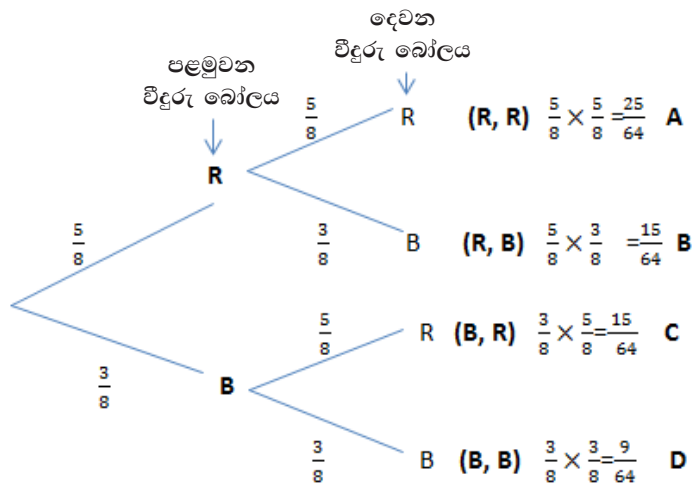 දෙවන
වීදුරු බෝලය
පළමුවන
වීදුරු බෝලය
5/8 R (R, R) 5/8 × 5/8 = 25/64 A
R
5/8
3/8 B (R, B) 5/8 × 3/8 = 15/64 B
5/8 R (B, R) 3/8 × 5/8 = 15/64 C
3/8 B
3/8 B (B, B) 3/8 × 3/8 = 9/64 D